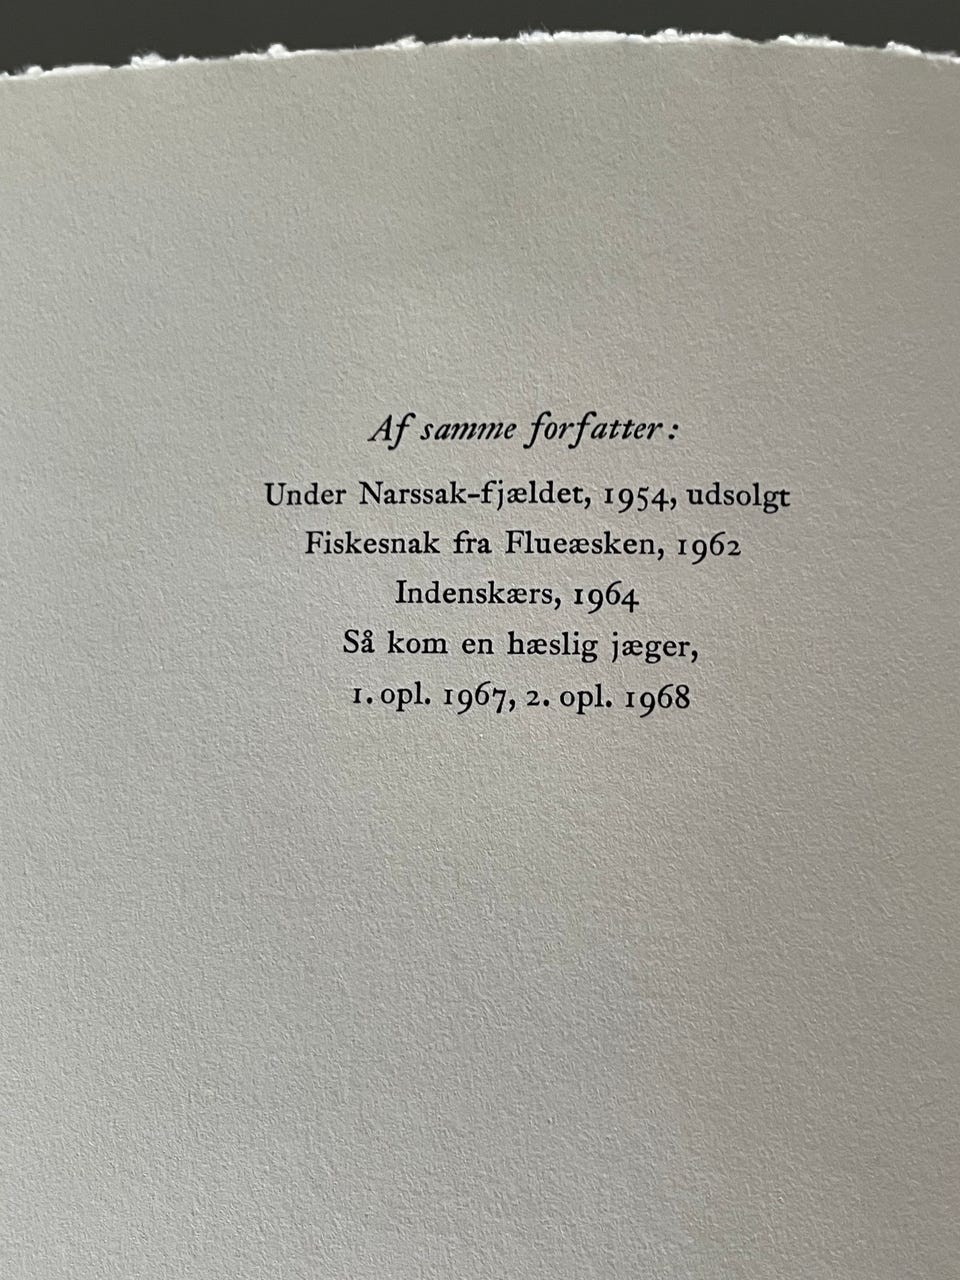 Af samme forfatter:
Under Narssak-fjældet, 1954, udsolgt
Fiskesnak fra Flueæsken, 1962
Indenskærs, 1964
Så kom en hæslig jæger,
1. opl. 1967, 2. opl. 1968